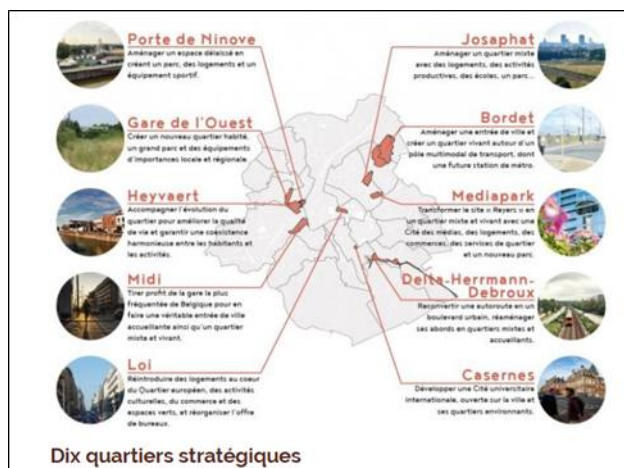 Porte de Ninove
Aménager un espace délaissé en
créant un parc, des logements et un
équipement sportif.
Gare de l'Ouest
Créer un nouveau quartier habité,
un grand parc et des équipements
d'importances locale et régionale.
Heyvaert
Accompagner l'évolution du
quartier pour améliorer la qualité
de vie et garantir une coexistence
harmonieuse entre les habitants et
les activités.
Midi
Tirer profit de la gare la plus
fréquentée de Belgique pour en
faire une véritable entrée de ville
accueillante ainsi qu'un quartier
mixte et vivant.
Loi
Réintroduire des logements au coeur
du Quartier européen, des activités
culturelles, du commerce et des
espaces verts, et réorganiser l'offre
de bureaux.
Josaphat
Aménager un quartier mixte
avec des logements, des activités
productives, des écoles, un parc...
Bordet
Aménager une entrée de ville et
créer un quartier vivant autour d'un
pôle multimodal de transport, dont
une future station de métro.
Mediapark
Transformer le site « Reyers » en
un quartier mixte et vivant avec une
Cité des médias, des logements, des
commerces, des services de quartier
et un nouveau parc.
Delta-Herrmann-
Debroux
Reconvertir une autoroute en un
boulevard urbain, réaménager
ses abords en quartiers mixtes et
accueillants.
Casernes
Développer une Cité universitaire
internationale, ouverte sur la ville et
ses quartiers environnants.
Dix quartiers stratégiques